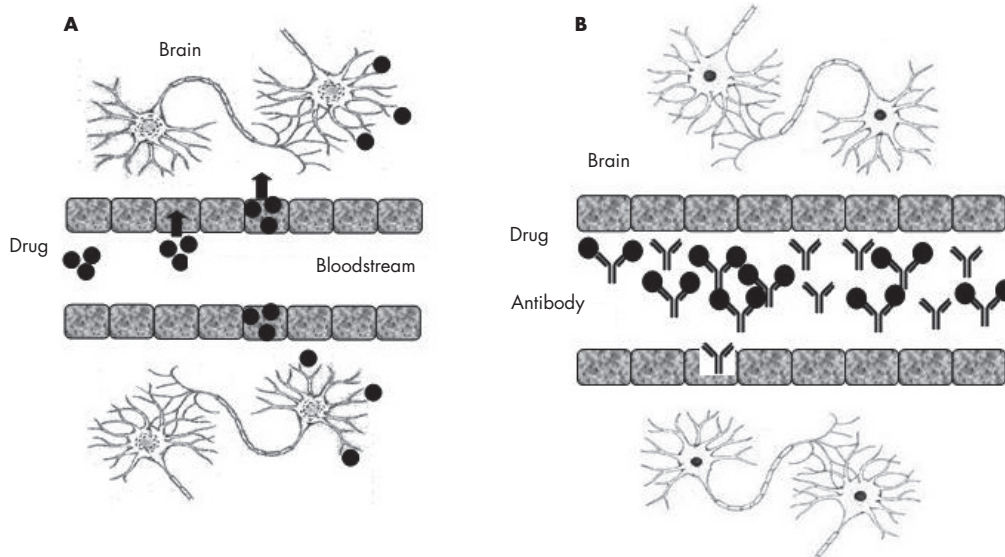 A
Brain
Drug
Bloodstream
B
Brain
Drug
Antibody